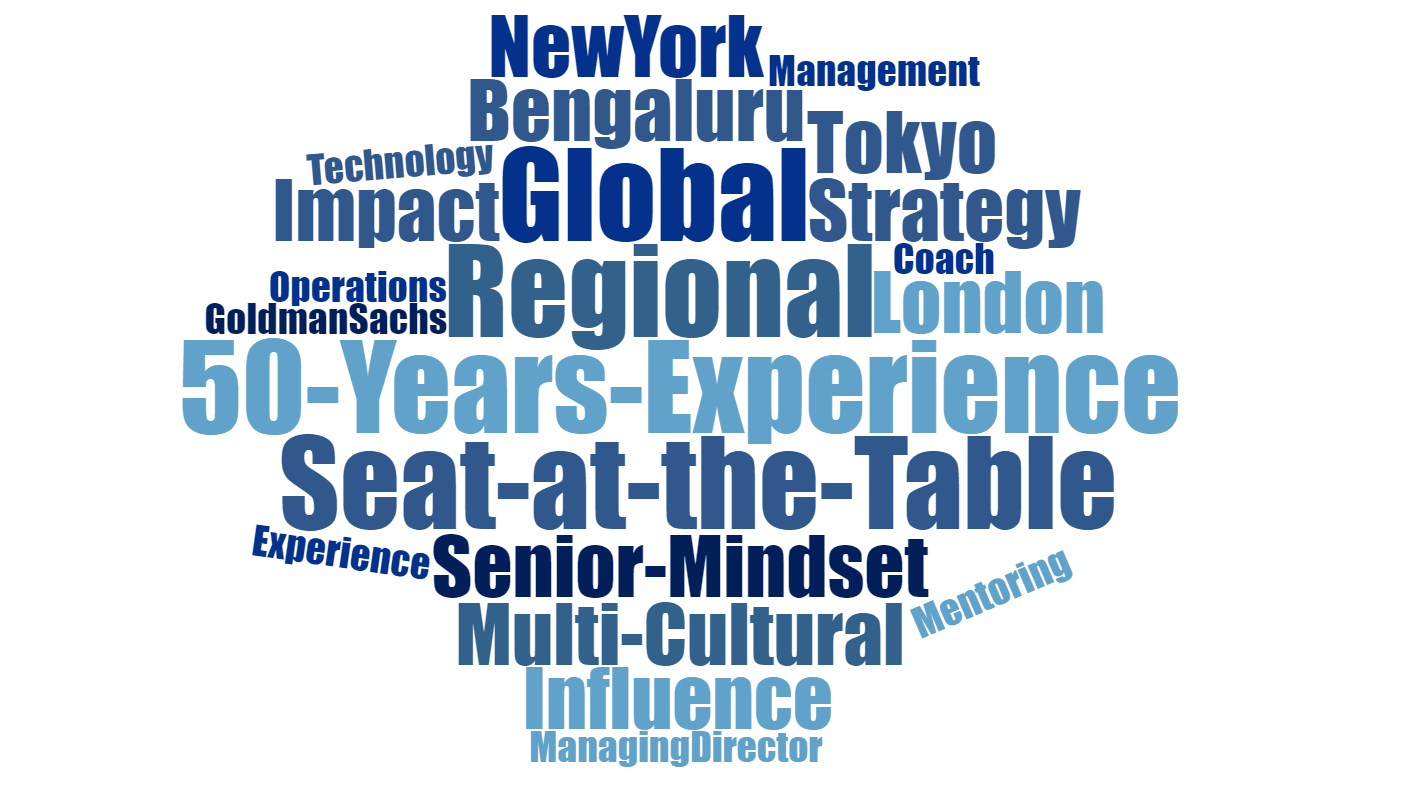 NewYork
Management
Bengaluru
Tokyo
Technology
Impact
Global
Strategy
Coach
Operations
Regional
London
GoldmanSachs
50-Years-Experience
Seat-at-the-Table
Experience
Senior-Mindset
Mentoring
Multi-Cultural
Influence
ManagingDirector